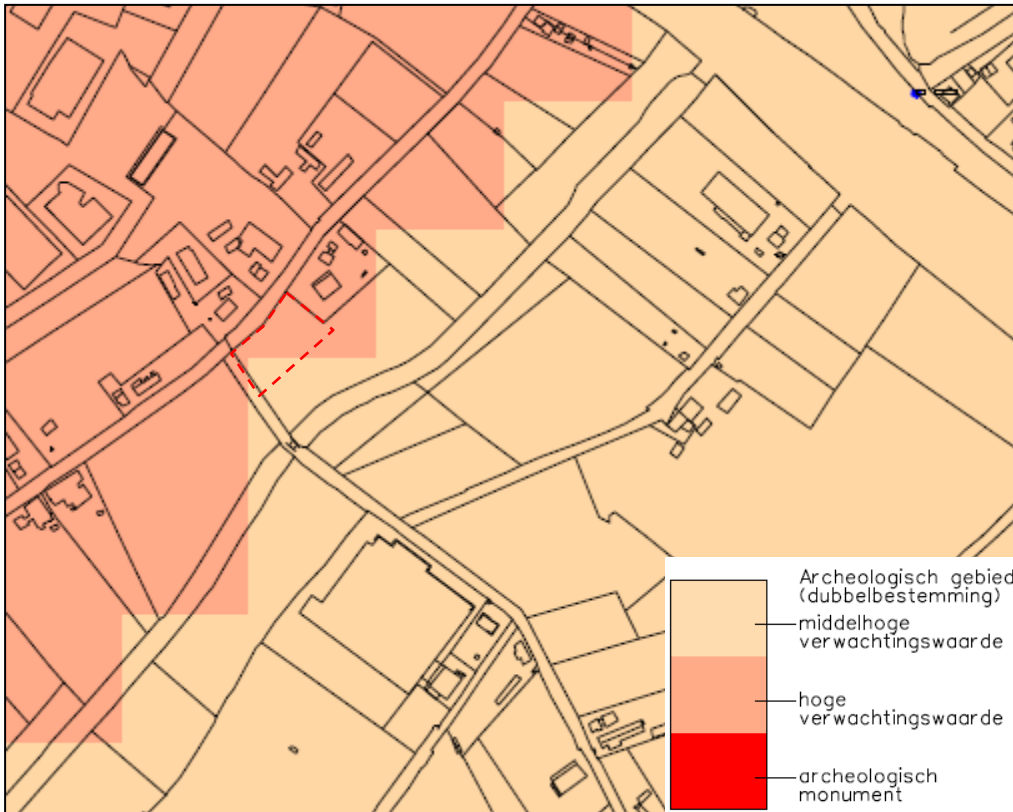 Archeologisch gebied
(dubbelbestemming)
middelhoge
verwachtingswaarde
hoge
verwachtingswaarde
archeologisch
monument